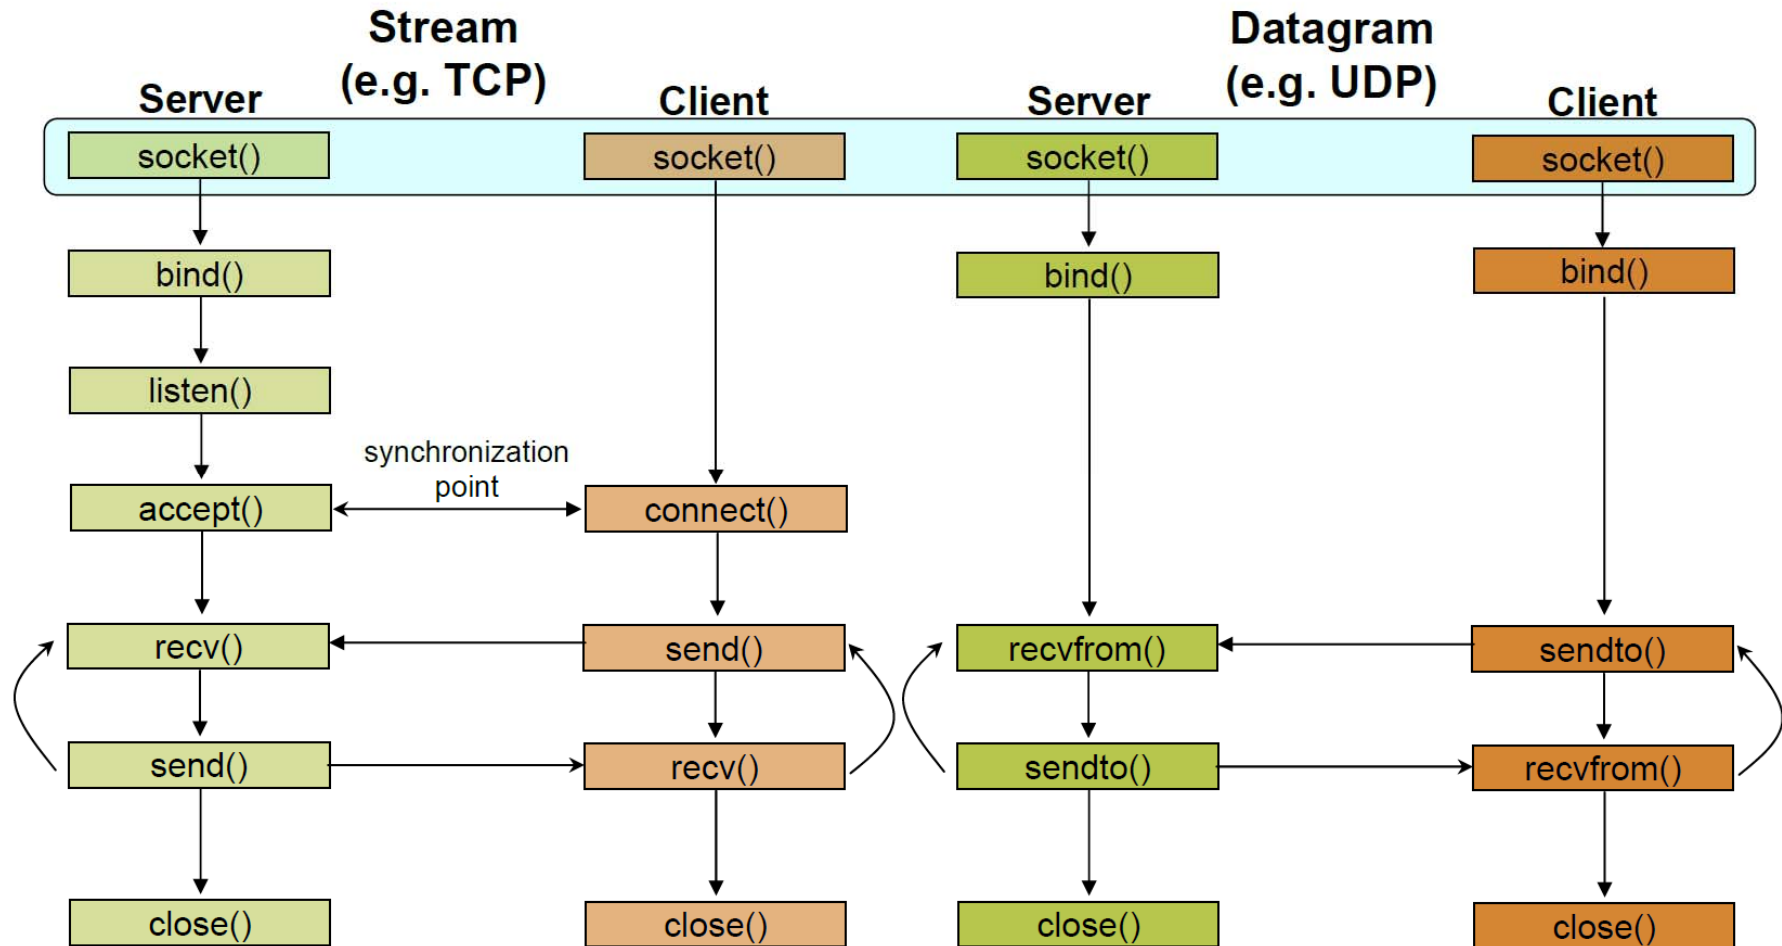 Stream
(e.g. TCP)
Datagram
(e.g. UDP)
Server
Client
Server
Client
socket()
socket()
socket()
socket()
bind()
bind()
bind()
listen()
synchronization
point
accept()
connect()
recv()
send()
recvfrom()
sendto()
send()
recv()
sendto()
recvfrom()
close()
close()
close()
close()